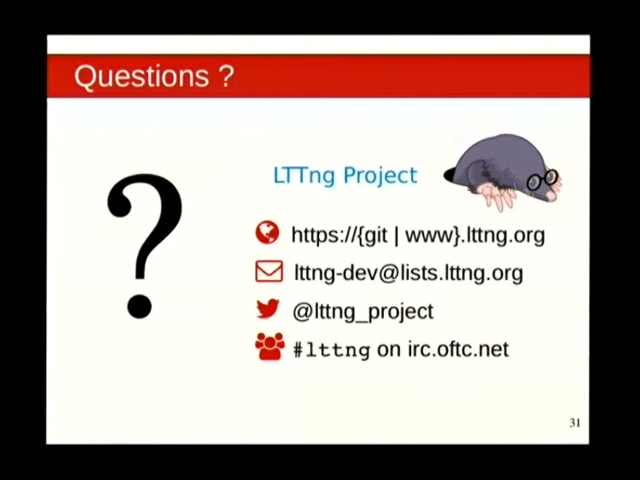 Questions ?
?
LTTng Project
https://{git | www}.lttng.org
lttng-dev@lists.lttng.org
@lttng_project
#lttng on irc.oftc.net
31